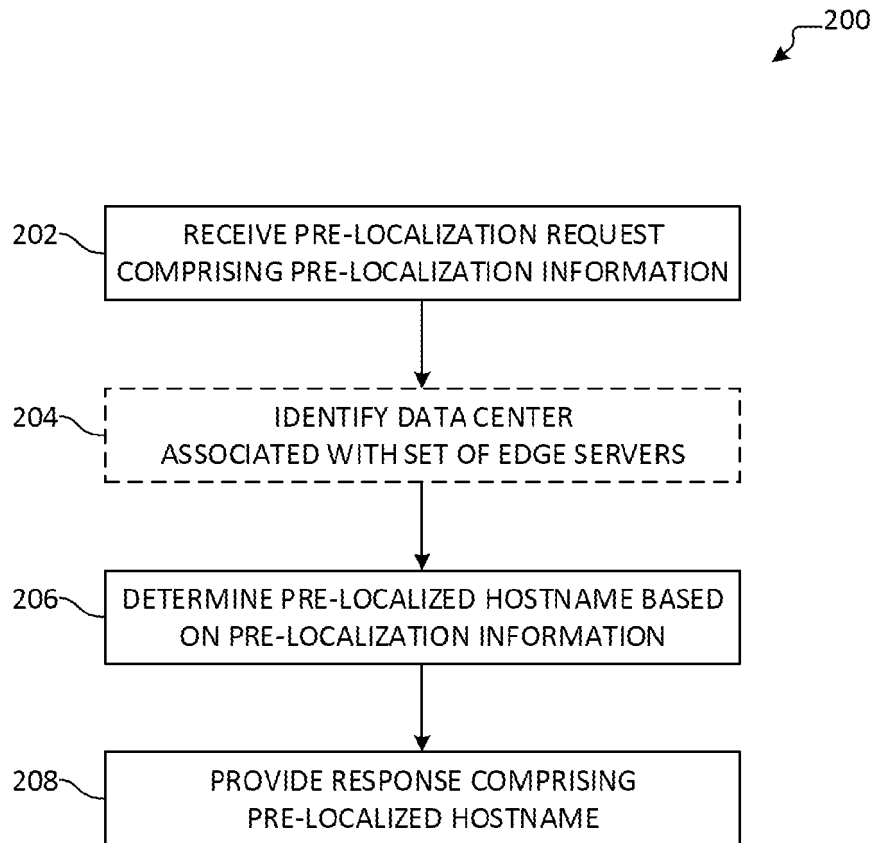 200
202
RECEIVE PRE-LOCALIZATION REQUEST
COMPRISING PRE-LOCALIZATION INFORMATION
204
IDENTIFY DATA CENTER
ASSOCIATED WITH SET OF EDGE SERVERS
206
DETERMINE PRE-LOCALIZED HOSTNAME BASED
ON PRE-LOCALIZATION INFORMATION
208
PROVIDE RESPONSE COMPRISING
PRE-LOCALIZED HOSTNAME